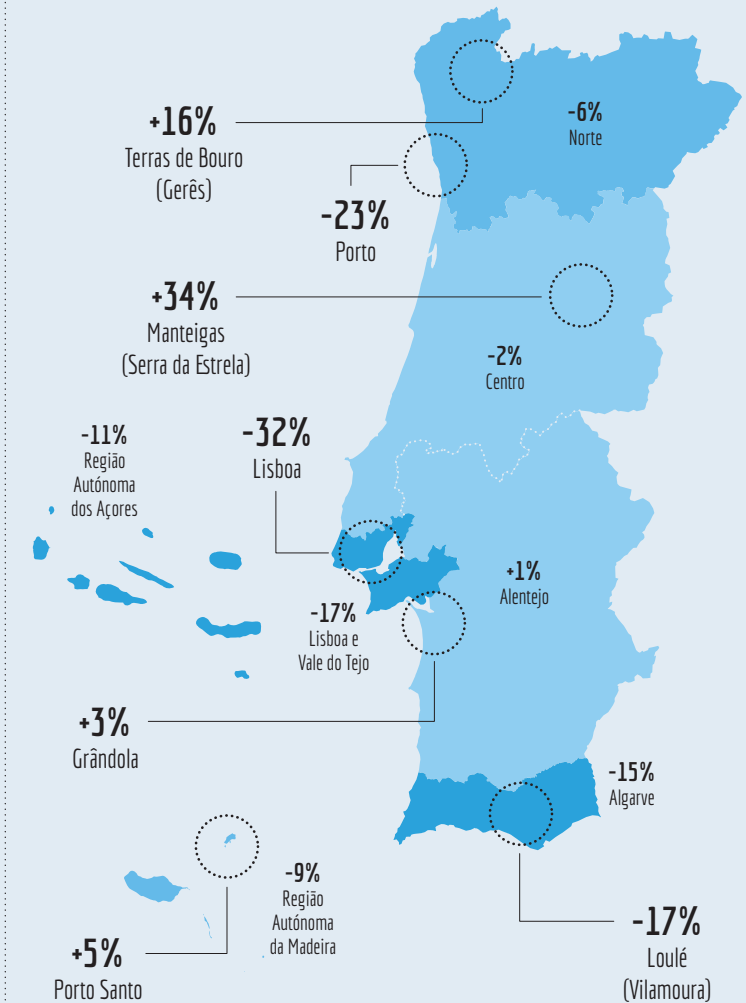 +16%
Terras de Bouro
(Gerês)
-6%
Norte
-23%
Porto
+34%
Manteigas
(Serra da Estrela)
-2%
Centro
-32%
Lisboa
-11%
Região
Autónoma
dos Açores
+1%
Alentejo
-17%
Lisboa e
Vale do Tejo
+3%
Grândola
-15%
Algarve
-9%
Região
Autónoma
da Madeira
+5%
Porto Santo
-17%
Loulé
(Vilamoura)